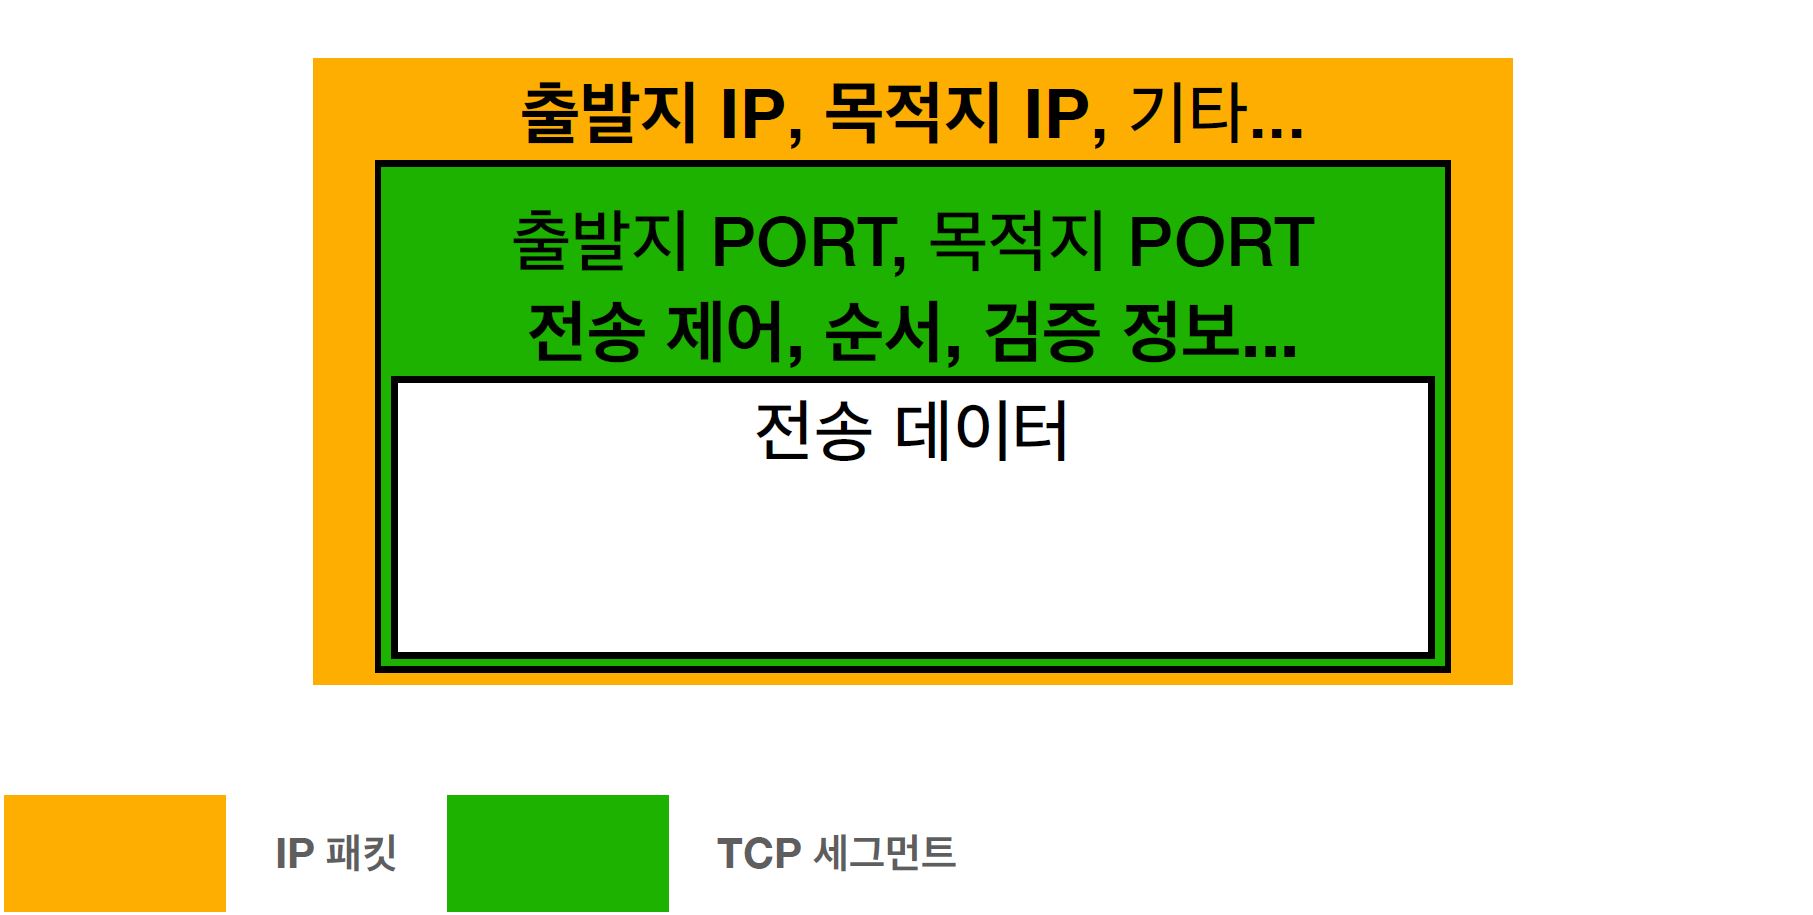 출발지 IP, 목적지 IP, 기타...
출발지 PORT, 목적지 PORT
전송 제어, 순서, 검증 정보...
전송 데이터
IP 패킷
TCP 세그먼트